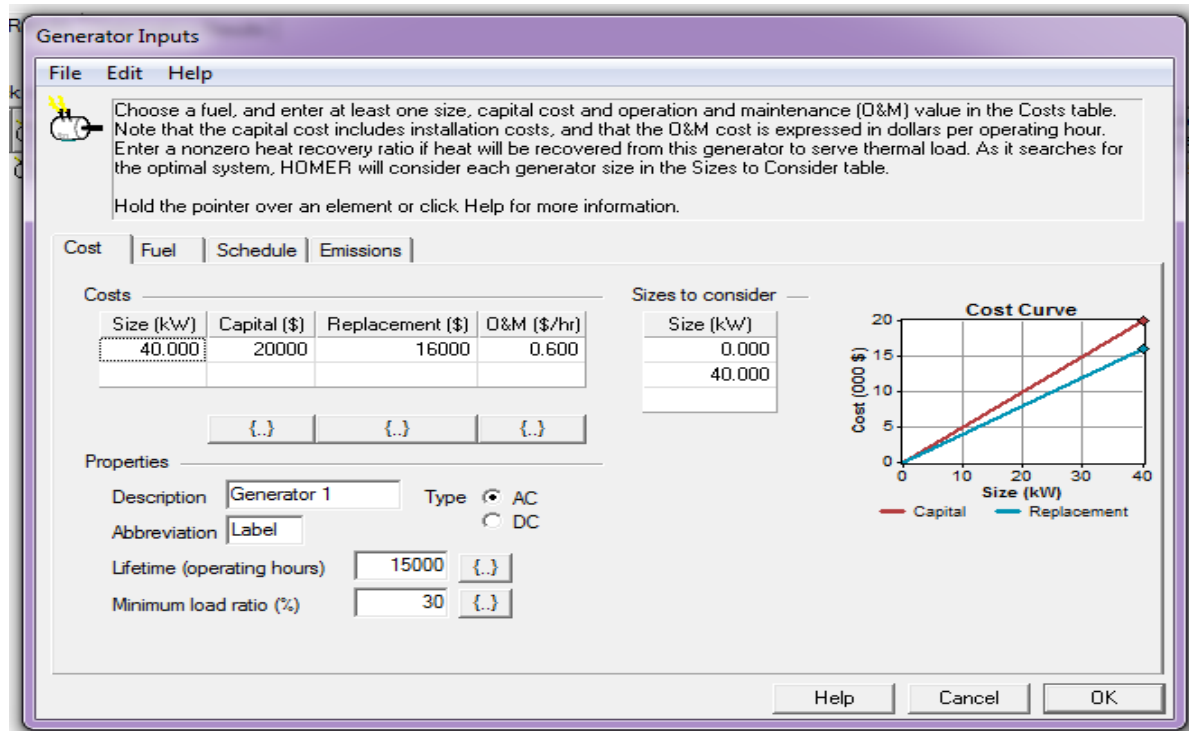 Generator Inputs
File Edit Help
Choose a fuel, and enter at least one size, capital cost and operation and maintenance (O&M) value in the Costs table.
Note that the capital cost includes installation costs, and that the O&M cost is expressed in dollars per operating hour.
Enter a nonzero heat recovery ratio if heat will be recovered from this generator to serve thermal load. As it searches for
the optimal system, HOMER will consider each generator size in the Sizes to Consider table.
Hold the pointer over an element or click Help for more information.
Cost Fuel Schedule Emissions
Costs
Size (kW) Capital ($) Replacement ($) O&M ($/hr)
40.000 20000 16000 0.600
{..} {..} {..}
Sizes to consider
Size (kW)
0.000
40.000
Cost Curve
Cost (000 $)
20
15
10
5
0
0 10 20 30 40
Size (kW)
Capital Replacement
Properties
Description Generator 1 Type AC
DC
Abbreviation Label
Lifetime (operating hours) 15000 {..}
Minimum load ratio (%) 30 {..}
Help Cancel OK